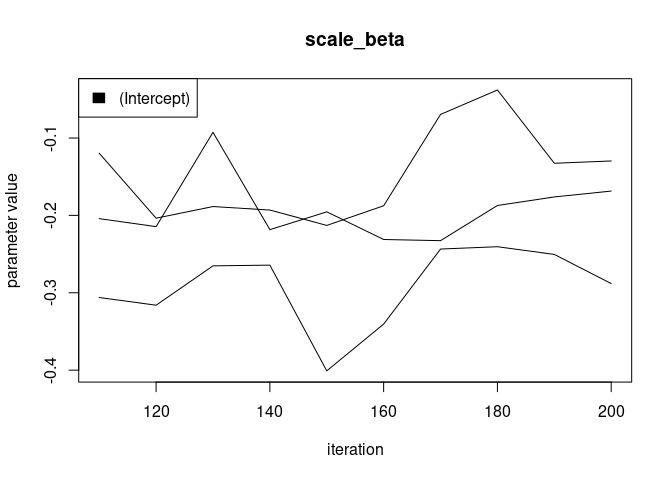 scale_beta
(Intercept)
parameter value
-0.1
-0.2
-0.3
-0.4
120 140 160 180 200
iteration